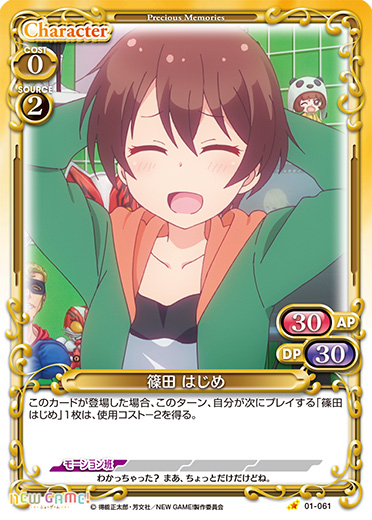 Precious Memories
Character
COST
0
SOURCE
2
30 AP
DP 30
篠田 はじめ
このカードが登場した場合、このターン、自分が次にプレイする「篠田
はじめ」1枚は、使用コスト−2を得る。
モーション班
わかっちゃった? まあ、ちょっとだけだけどね。
NEW GAME!
© 得能正太郎・芳文社/NEW GAME!製作委員会
01-061